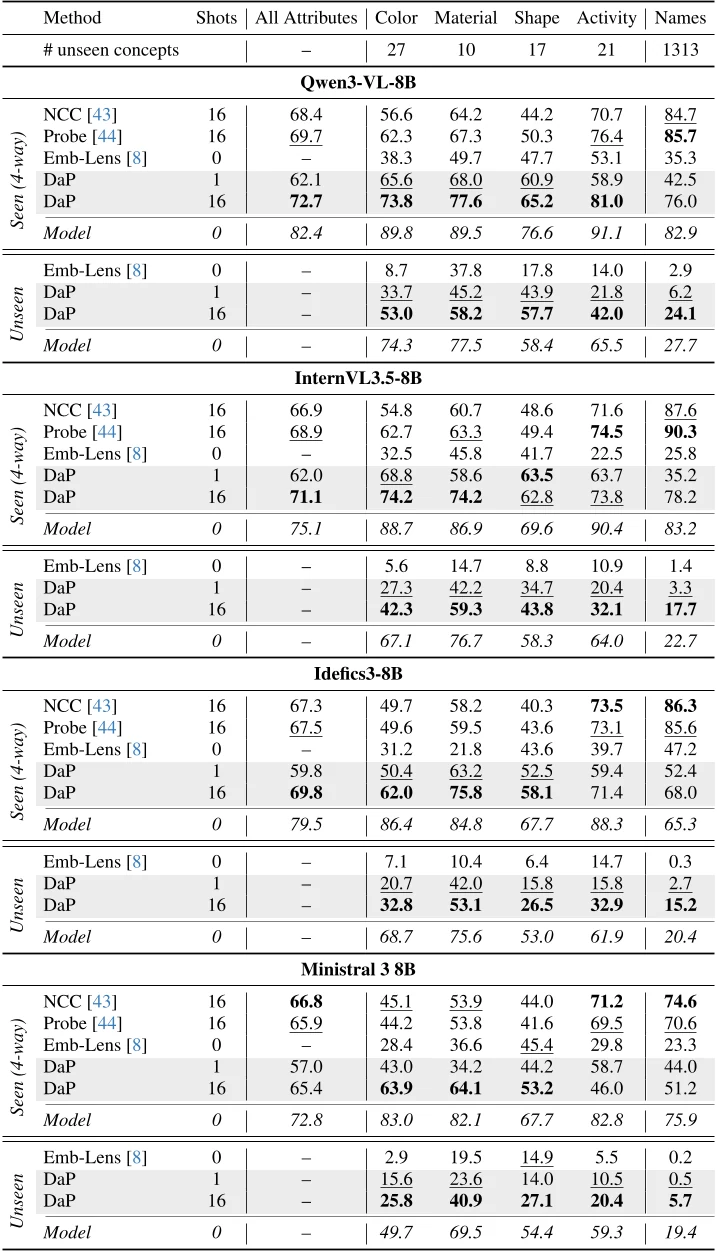 Method Shots All Attributes Color Material Shape Activity Names
# unseen concepts – 27 10 17 21 1313
Qwen3-VL-8B
Seen (4-way)
NCC [43] 16 68.4 56.6 64.2 44.2 70.7 84.7
Probe [44] 16 69.7 62.3 67.3 50.3 76.4 85.7
Emb-Lens [8] 0 – 38.3 49.7 47.7 53.1 35.3
DaP 1 62.1 65.6 68.0 60.9 58.9 42.5
DaP 16 72.7 73.8 77.6 65.2 81.0 76.0
Model 0 82.4 89.8 89.5 76.6 91.1 82.9
Unseen
Emb-Lens [8] 0 – 8.7 37.8 17.8 14.0 2.9
DaP 1 – 33.7 45.2 43.9 21.8 6.2
DaP 16 – 53.0 58.2 57.7 42.0 24.1
Model 0 – 74.3 77.5 58.4 65.5 27.7
InternVL3.5-8B
Seen (4-way)
NCC [43] 16 66.9 54.8 60.7 48.6 71.6 87.6
Probe [44] 16 68.9 62.7 63.3 49.4 74.5 90.3
Emb-Lens [8] 0 – 32.5 45.8 41.7 22.5 25.8
DaP 1 62.0 68.8 58.6 63.5 63.7 35.2
DaP 16 71.1 74.2 74.2 62.8 73.8 78.2
Model 0 75.1 88.7 86.9 69.6 90.4 83.2
Unseen
Emb-Lens [8] 0 – 5.6 14.7 8.8 10.9 1.4
DaP 1 – 27.3 42.2 34.7 20.4 3.3
DaP 16 – 42.3 59.3 43.8 32.1 17.7
Model 0 – 67.1 76.7 58.3 64.0 22.7
Idefics3-8B
Seen (4-way)
NCC [43] 16 67.3 49.7 58.2 40.3 73.5 86.3
Probe [44] 16 67.5 49.6 59.5 43.6 73.1 85.6
Emb-Lens [8] 0 – 31.2 21.8 43.6 39.7 47.2
DaP 1 59.8 50.4 63.2 52.5 59.4 52.4
DaP 16 69.8 62.0 75.8 58.1 71.4 68.0
Model 0 79.5 86.4 84.8 67.7 88.3 65.3
Unseen
Emb-Lens [8] 0 – 7.1 10.4 6.4 14.7 0.3
DaP 1 – 20.7 42.0 15.8 15.8 2.7
DaP 16 – 32.8 53.1 26.5 32.9 15.2
Model 0 – 68.7 75.6 53.0 61.9 20.4
Ministral 3 8B
Seen (4-way)
NCC [43] 16 66.8 45.1 53.9 44.0 71.2 74.6
Probe [44] 16 65.9 44.2 53.8 41.6 69.5 70.6
Emb-Lens [8] 0 – 28.4 36.6 45.4 29.8 23.3
DaP 1 57.0 43.0 34.2 44.2 58.7 44.0
DaP 16 65.4 63.9 64.1 53.2 46.0 51.2
Model 0 72.8 83.0 82.1 67.7 82.8 75.9
Unseen
Emb-Lens [8] 0 – 2.9 19.5 14.9 5.5 0.2
DaP 1 – 15.6 23.6 14.0 10.5 0.5
DaP 16 – 25.8 40.9 27.1 20.4 5.7
Model 0 – 49.7 69.5 54.4 59.3 19.4